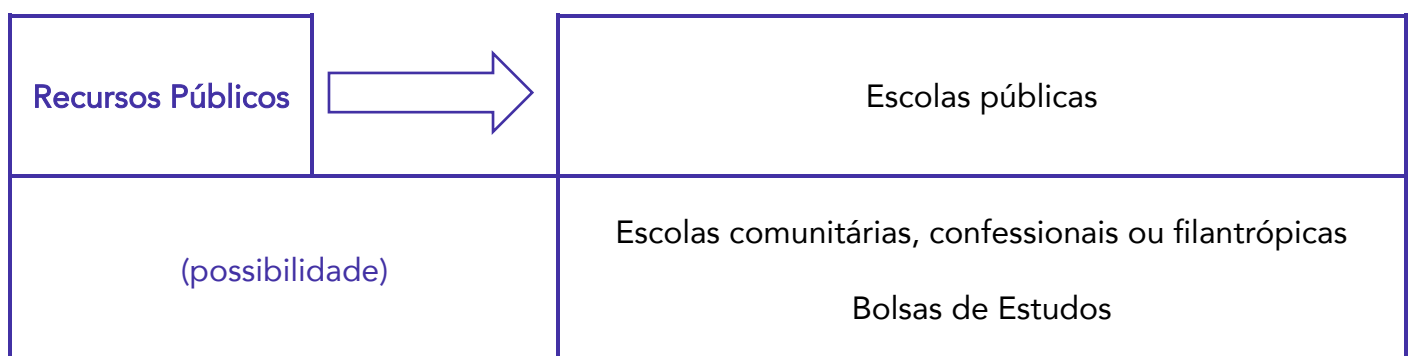 Recursos Públicos
Escolas públicas
(possibilidade)
Escolas comunitárias, confessionais ou filantrópicas
Bolsas de Estudos